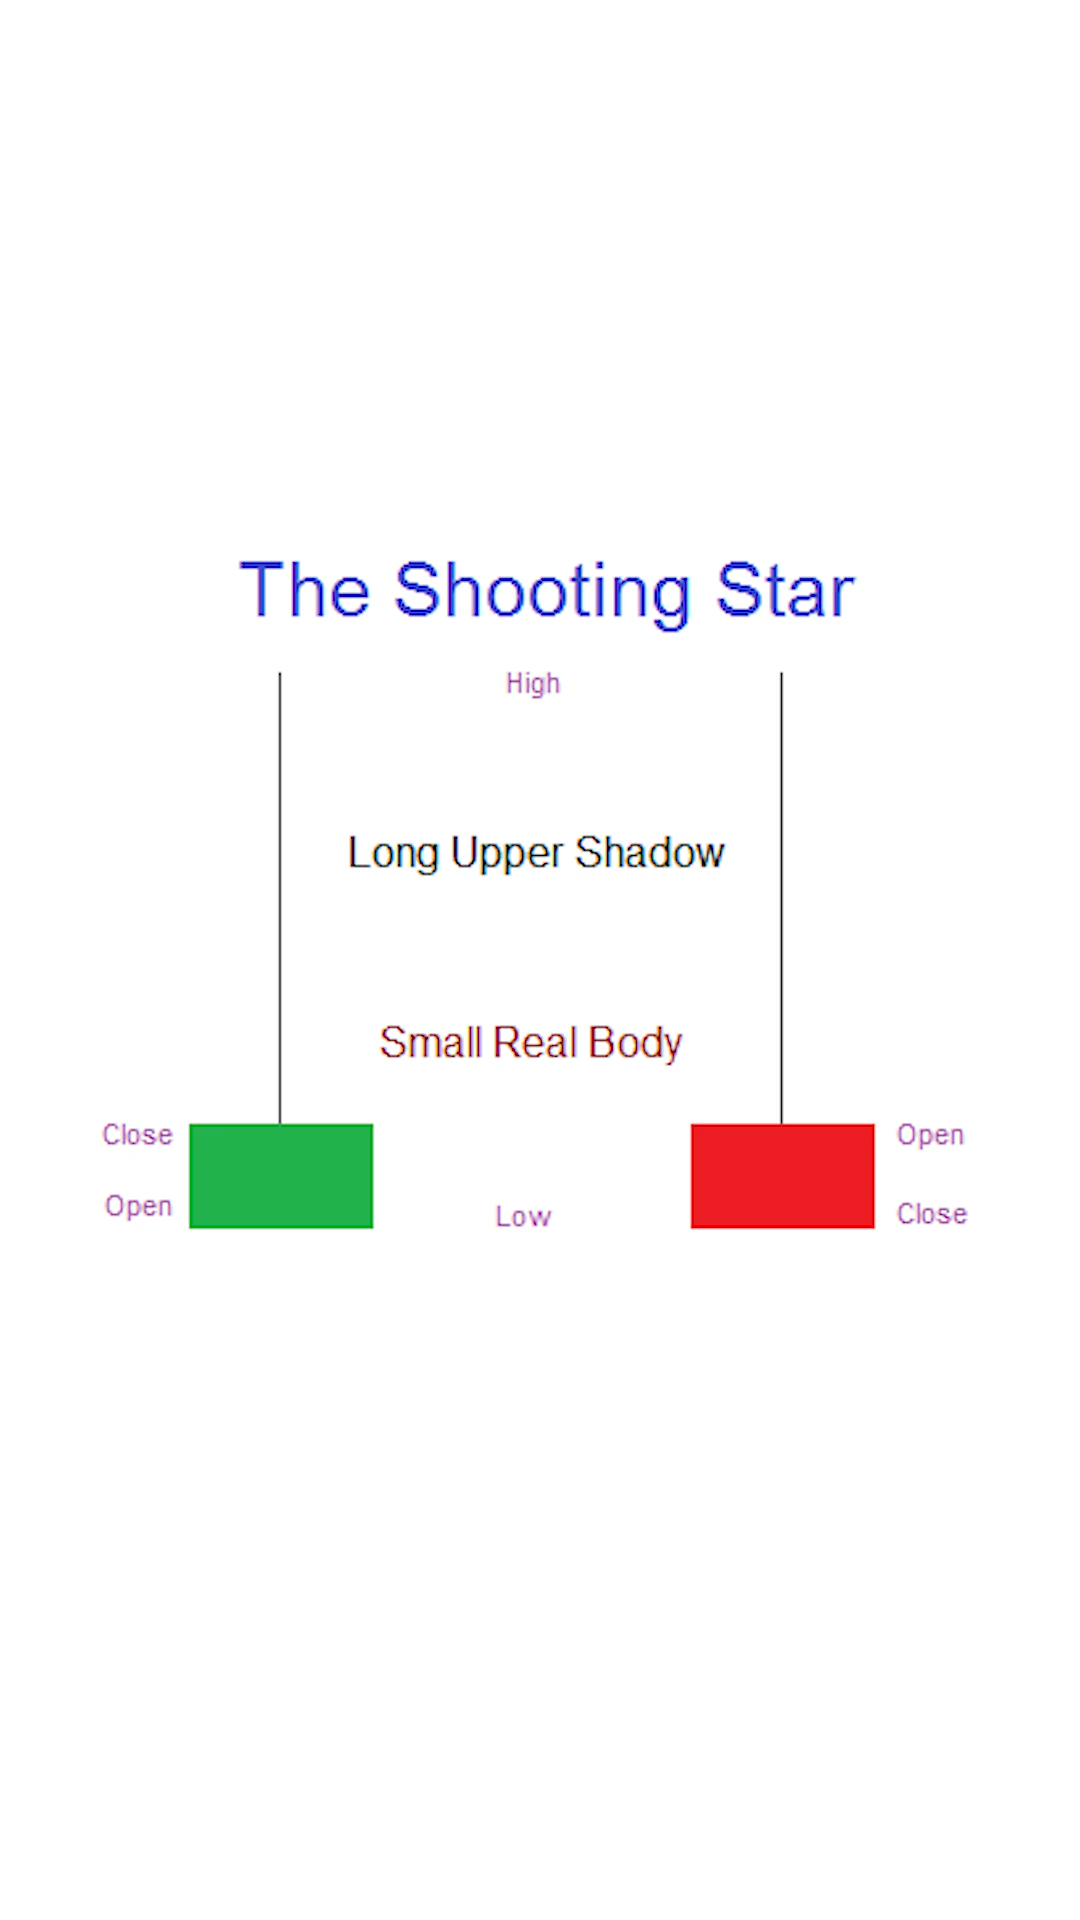 The Shooting Star
High
Long Upper Shadow
Small Real Body
Close
Open
Open
Low
Close